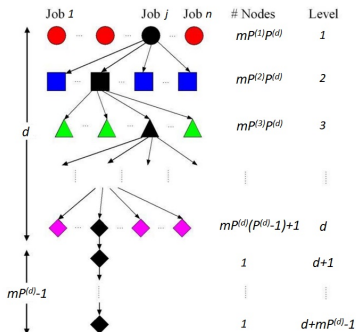 Job 1 Job j Job n # Nodes Level
mP⁽¹⁾P⁽ᵈ⁾ 1
mP⁽²⁾P⁽ᵈ⁾ 2
mP⁽³⁾P⁽ᵈ⁾ 3
d
mP⁽ᵈ⁾(P⁽ᵈ⁾-1)+1 d
1 d+1
mP⁽ᵈ⁾-1
1 d+mP⁽ᵈ⁾-1